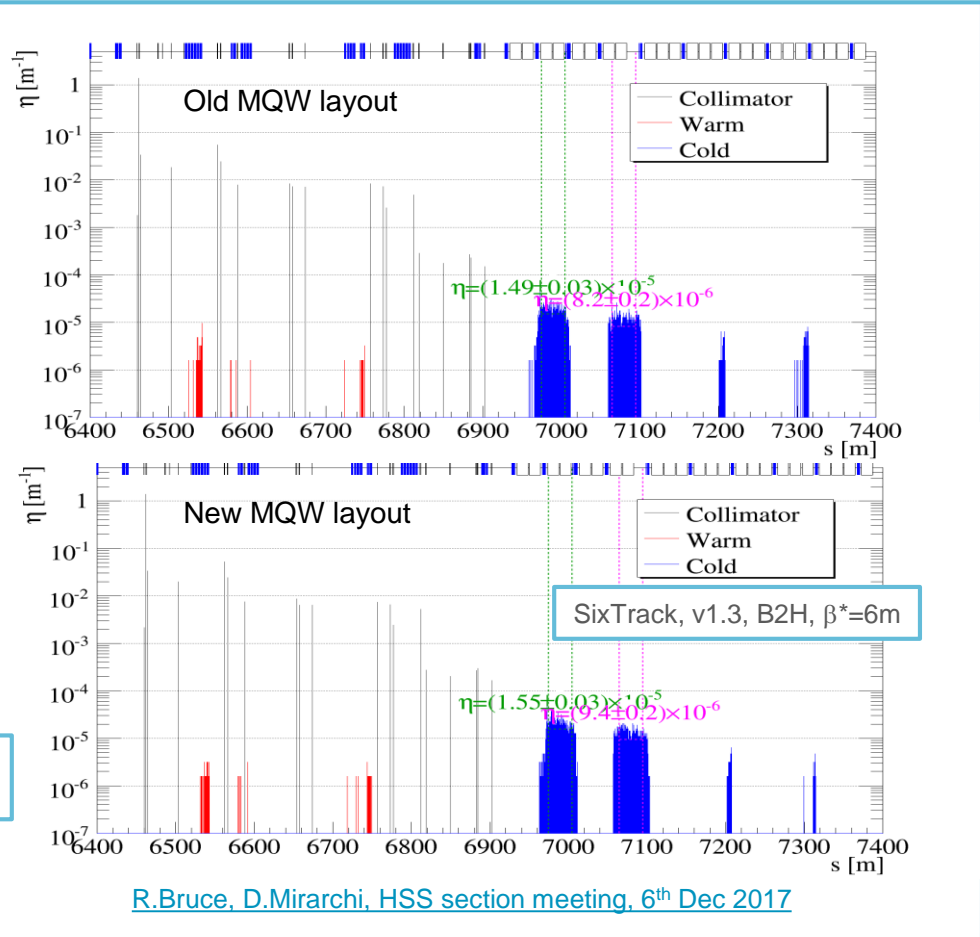 η [m⁻¹]
Old MQW layout
Collimator
Warm
Cold
1
10⁻¹
10⁻²
10⁻³
10⁻⁴
10⁻⁵
10⁻⁶
10⁻⁷
η=(1.49±0.03)×10⁻⁵
η=(8.2±0.2)×10⁻⁶
6400 6500 6600 6700 6800 6900 7000 7100 7200 7300 7400
s [m]
η [m⁻¹]
New MQW layout
Collimator
Warm
Cold
SixTrack, v1.3, B2H, β*=6m
1
10⁻¹
10⁻²
10⁻³
10⁻⁴
10⁻⁵
10⁻⁶
10⁻⁷
η=(1.55±0.03)×10⁻⁵
η=(9.4±0.2)×10⁻⁶
6400 6500 6600 6700 6800 6900 7000 7100 7200 7300 7400
s [m]
R.Bruce, D.Mirarchi, HSS section meeting, 6ᵗʰ Dec 2017